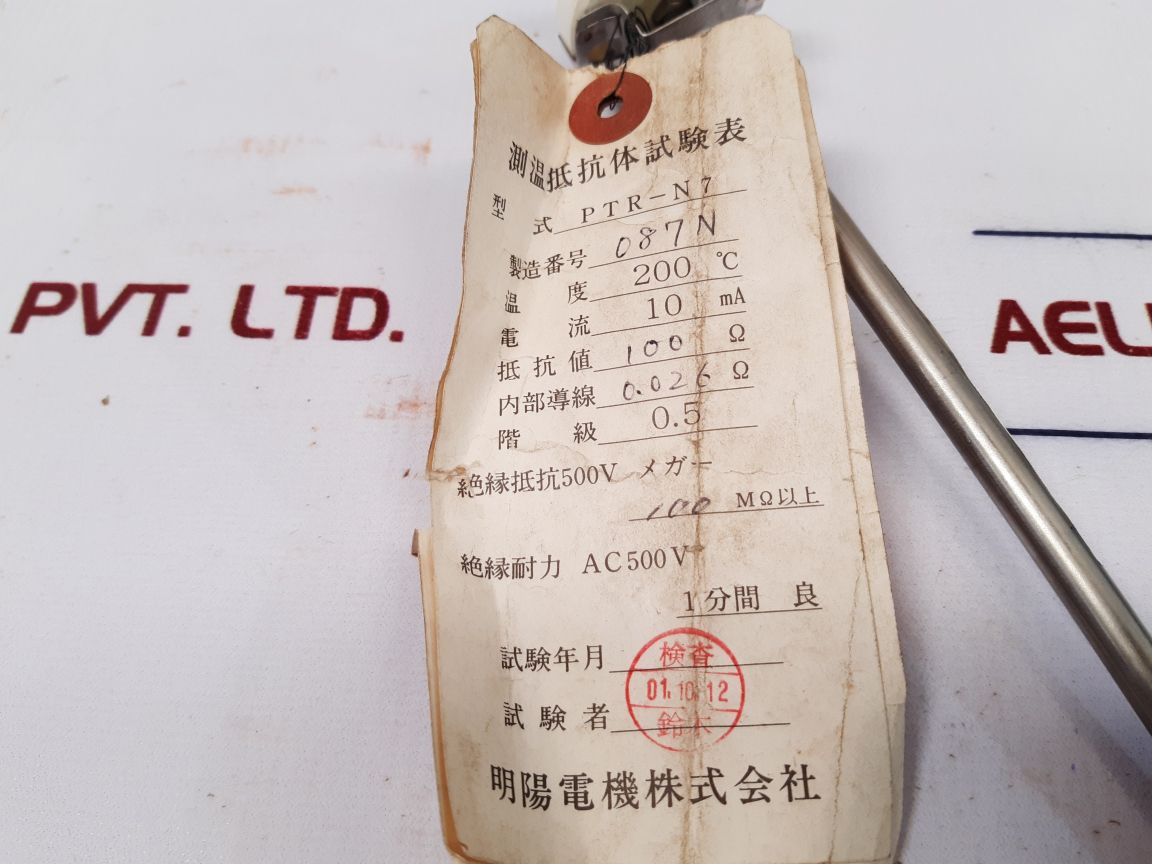 測温抵抗体試験表
型式 PTR-N7
製造番号 087N
温度 200 ℃
電流 10 mA
抵抗値 100 Ω
内部導線 0.026 Ω
階級 0.5
絶縁抵抗500V メガー
100 MΩ以上
絶縁耐力 AC500V
1分間 良
試験年月
試験者
検査
01.10.12
鈴木
明陽電機株式会社
PVT. LTD.
AEL